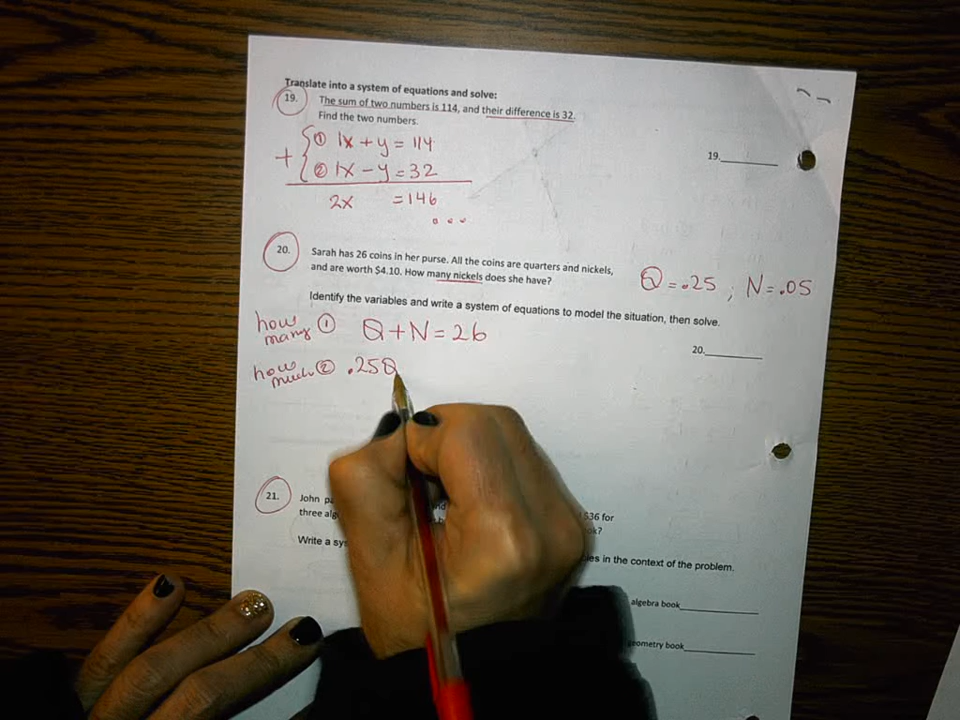 Translate into a system of equations and solve:
19. The sum of two numbers is 114, and their difference is 32.
Find the two numbers.
① 1x + y = 114
+ ② 1x - y = 32
2x = 146
...
19.
20. Sarah has 26 coins in her purse. All the coins are quarters and nickels,
and are worth $4.10. How many nickels does she have?
Q = .25 ; N = .05
Identify the variables and write a system of equations to model the situation, then solve.
how many ① Q + N = 26
20.
how much ② .25Q
21. John
three
$36 for
Write a
in the context of the problem.
algebra book
geometry book